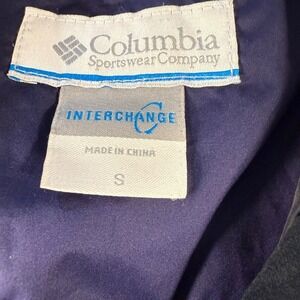 Columbia
Sportswear Company
INTERCHANGE
MADE IN CHINA
S